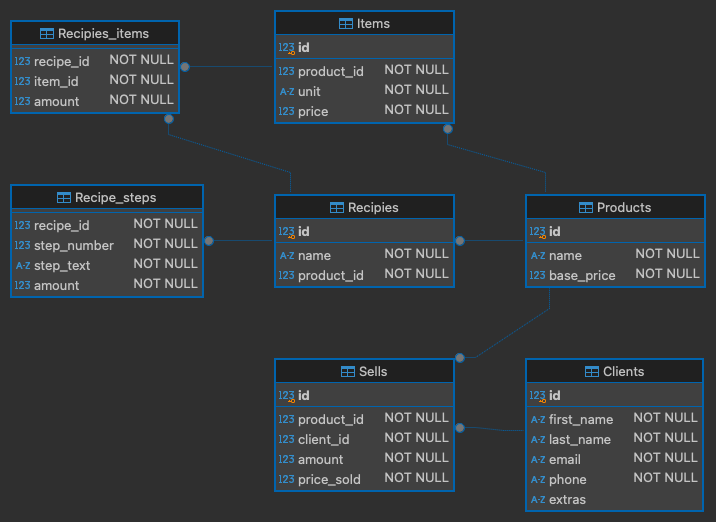 Recipies_items
123 recipe_id NOT NULL
123 item_id NOT NULL
123 amount NOT NULL
Items
123 id
123 product_id NOT NULL
A-Z unit NOT NULL
123 price NOT NULL
Recipe_steps
123 recipe_id NOT NULL
123 step_number NOT NULL
A-Z step_text NOT NULL
123 amount NOT NULL
Recipies
123 id
A-Z name NOT NULL
123 product_id NOT NULL
Products
123 id
A-Z name NOT NULL
123 base_price NOT NULL
Sells
123 id
123 product_id NOT NULL
123 client_id NOT NULL
123 amount NOT NULL
123 price_sold NOT NULL
Clients
123 id
A-Z first_name NOT NULL
A-Z last_name NOT NULL
A-Z email NOT NULL
A-Z phone NOT NULL
A-Z extras